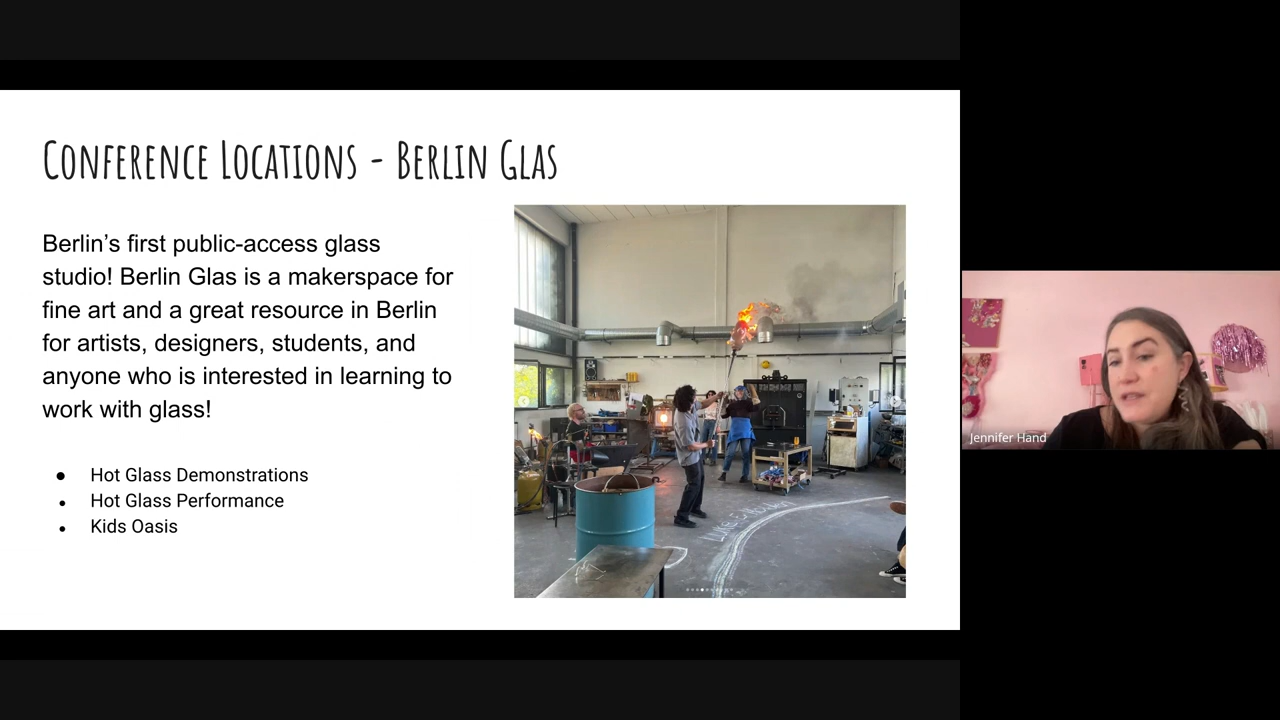 Conference Locations - Berlin Glas
Berlin’s first public-access glass
studio! Berlin Glas is a makerspace for
fine art and a great resource in Berlin
for artists, designers, students, and
anyone who is interested in learning to
work with glass!
● Hot Glass Demonstrations
● Hot Glass Performance
● Kids Oasis
Jennifer Hand